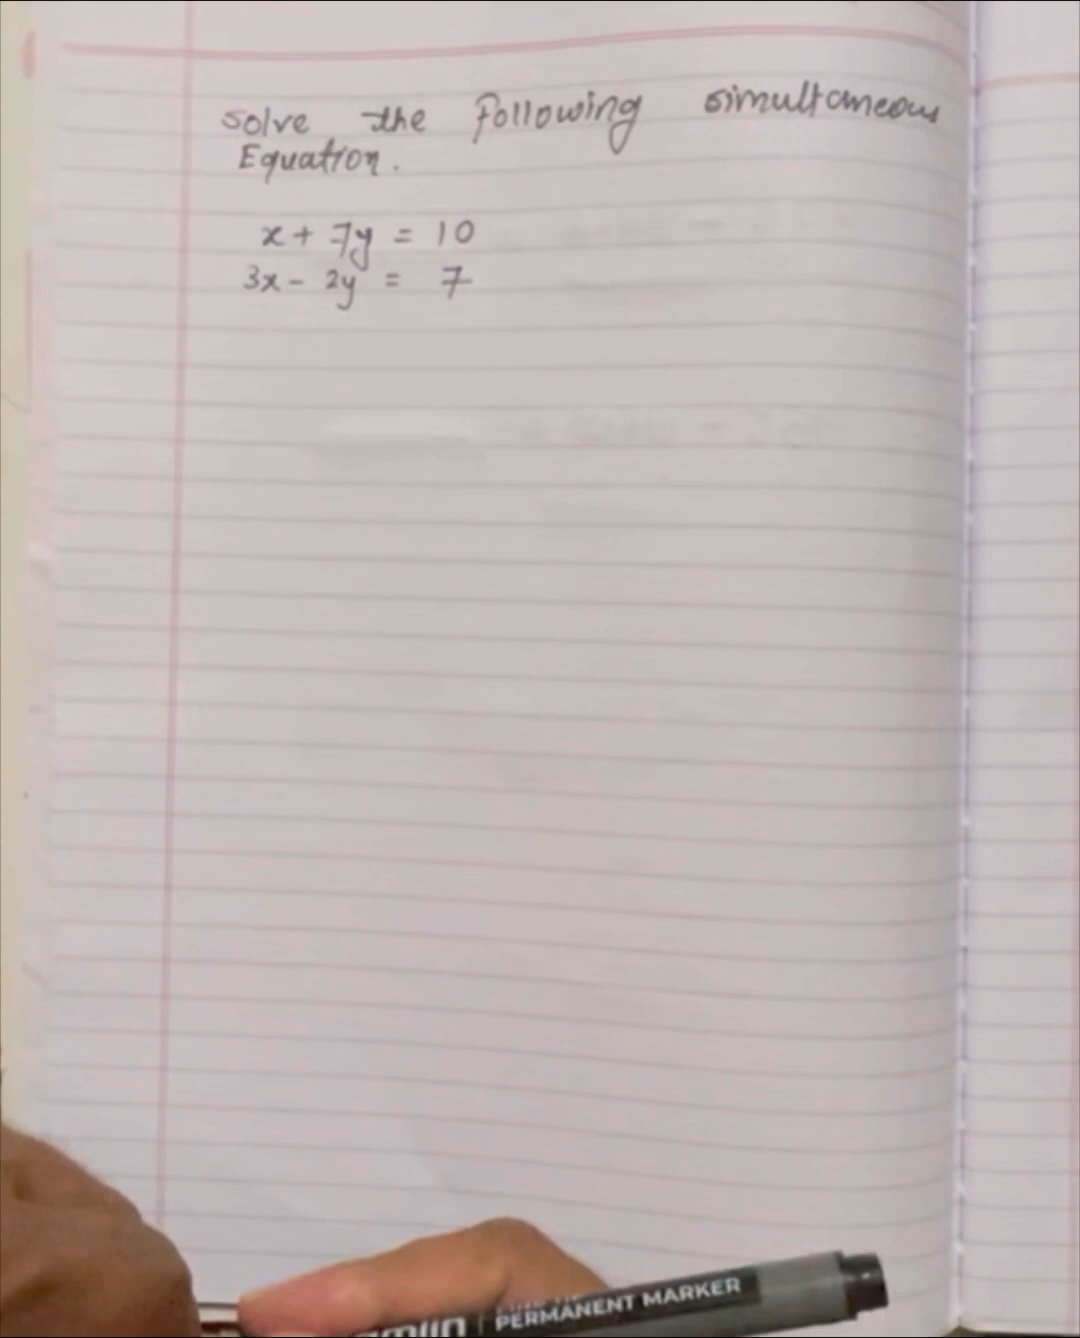 solve the following simultaneous
Equation.
x + 7y = 10
3x - 2y = 7
PERMANENT MARKER